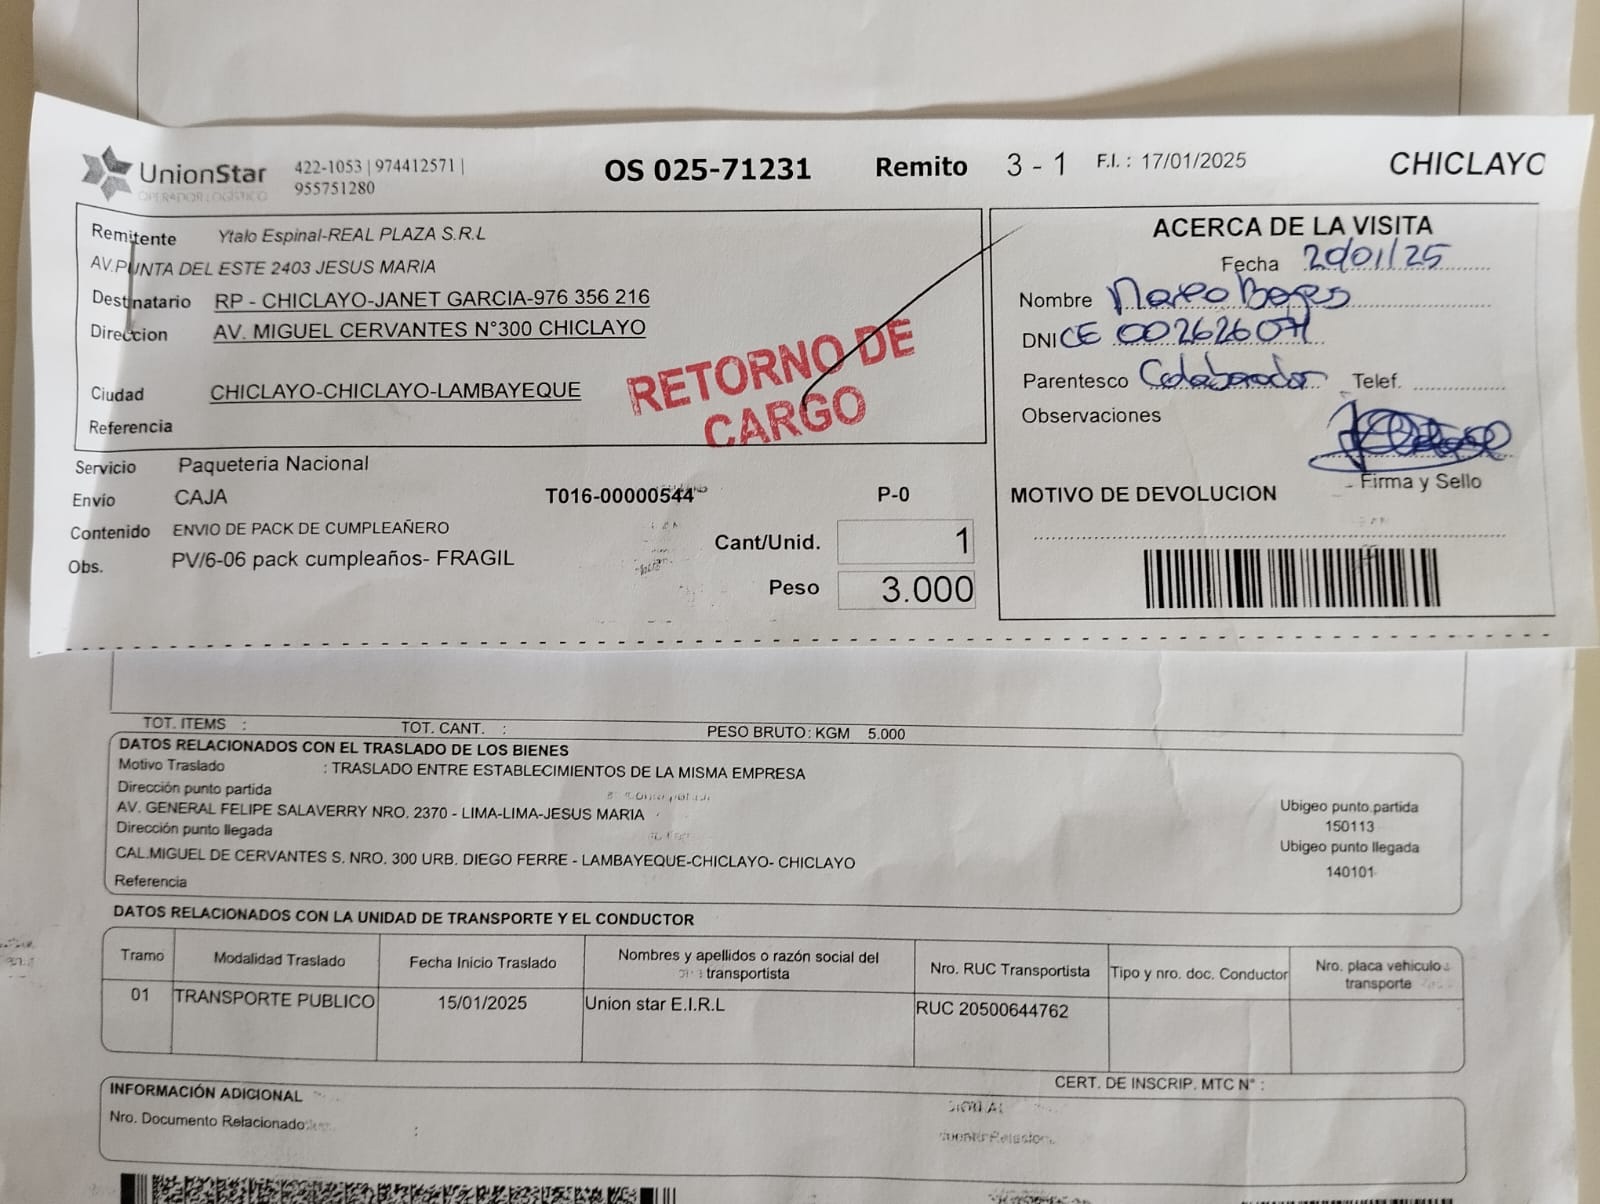 UnionStar
OPERADOR LOGISTICO
422-1053 | 974412571 |
955751280
OS 025-71231 Remito 3 - 1 F.I. : 17/01/2025 CHICLAYO
Remitente Ytalo Espinal-REAL PLAZA S.R.L
AV.PUNTA DEL ESTE 2403 JESUS MARIA
Destinatario RP - CHICLAYO-JANET GARCIA-976 356 216
Direccion AV. MIGUEL CERVANTES N°300 CHICLAYO
Ciudad CHICLAYO-CHICLAYO-LAMBAYEQUE
Referencia
RETORNO DE
CARGO
ACERCA DE LA VISITA
Fecha 20/01/25
Nombre
DNI CE 002626071
Parentesco Colaborador Telef.
Observaciones
Firma y Sello
MOTIVO DE DEVOLUCION
Servicio Paqueteria Nacional
Envío CAJA T016-00000544 P-0
Contenido ENVIO DE PACK DE CUMPLEAÑERO
Cant/Unid. 1
Obs. PV/6-06 pack cumpleaños- FRAGIL
Peso 3.000
TOT. ITEMS : TOT. CANT. : PESO BRUTO: KGM 5.000
DATOS RELACIONADOS CON EL TRASLADO DE LOS BIENES
Motivo Traslado : TRASLADO ENTRE ESTABLECIMIENTOS DE LA MISMA EMPRESA
Dirección punto partida
AV. GENERAL FELIPE SALAVERRY NRO. 2370 - LIMA-LIMA-JESUS MARIA
Ubigeo punto partida
150113
Dirección punto llegada
CAL.MIGUEL DE CERVANTES S. NRO. 300 URB. DIEGO FERRE - LAMBAYEQUE-CHICLAYO- CHICLAYO
Ubigeo punto llegada
140101
Referencia
DATOS RELACIONADOS CON LA UNIDAD DE TRANSPORTE Y EL CONDUCTOR
Tramo Modalidad Traslado Fecha Inicio Traslado Nombres y apellidos o razón social del transportista Nro. RUC Transportista Tipo y nro. doc. Conductor Nro. placa vehiculo transporte
01 TRANSPORTE PUBLICO 15/01/2025 Union star E.I.R.L RUC 20500644762
CERT. DE INSCRIP. MTC N° :
INFORMACIÓN ADICIONAL
Nro. Documento Relacionado :